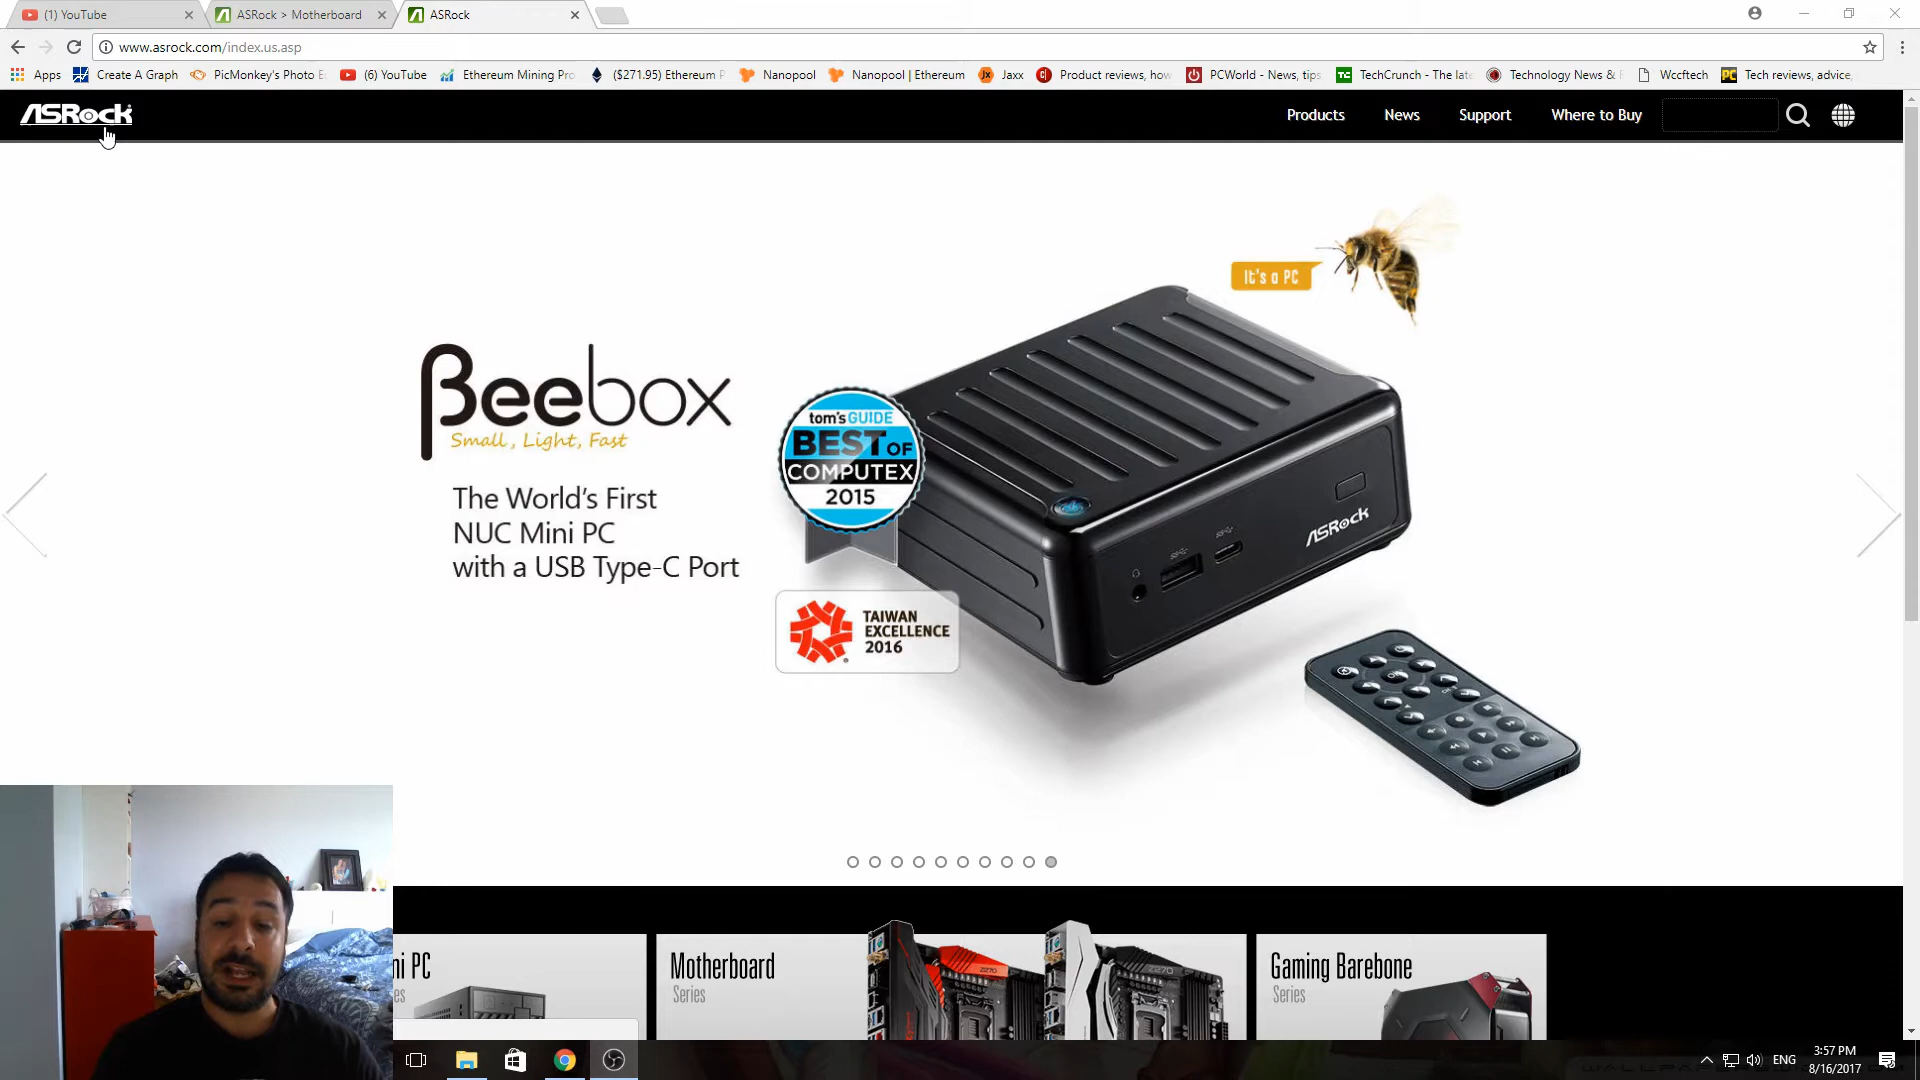 (1) YouTube
ASRock > Motherboard
ASRock
www.asrock.com/index.us.asp
Apps
Create A Graph
PicMonkey's Photo E
(6) YouTube
Ethereum Mining Pro
($271.95) Ethereum P
Nanopool
Nanopool | Ethereum
Jaxx
Product reviews, how
PCWorld - News, tips
TechCrunch - The late
Technology News &
Wccftech
Tech reviews, advice,
ASRock
Products
News
Support
Where to Buy
It's a PC
Beebox
Small, Light, Fast
The World's First
NUC Mini PC
with a USB Type-C Port
tom's GUIDE
BEST OF
COMPUTEX
2015
TAIWAN
EXCELLENCE
2016
ASRock
ni PC
es
Motherboard
Series
Gaming Barebone
Series
ENG
3:57 PM
8/16/2017